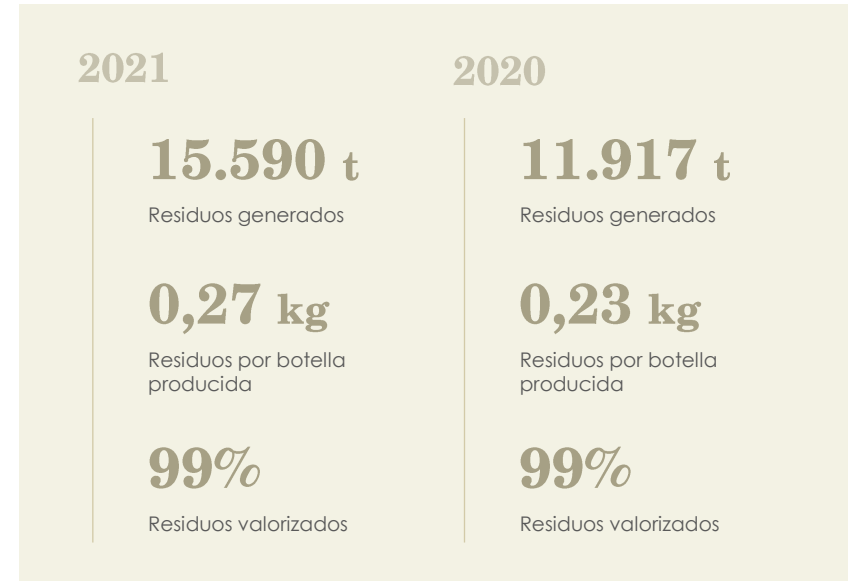 2021
15.590 t
Residuos generados
0,27 kg
Residuos por botella
producida
99%
Residuos valorizados
2020
11.917 t
Residuos generados
0,23 kg
Residuos por botella
producida
99%
Residuos valorizados